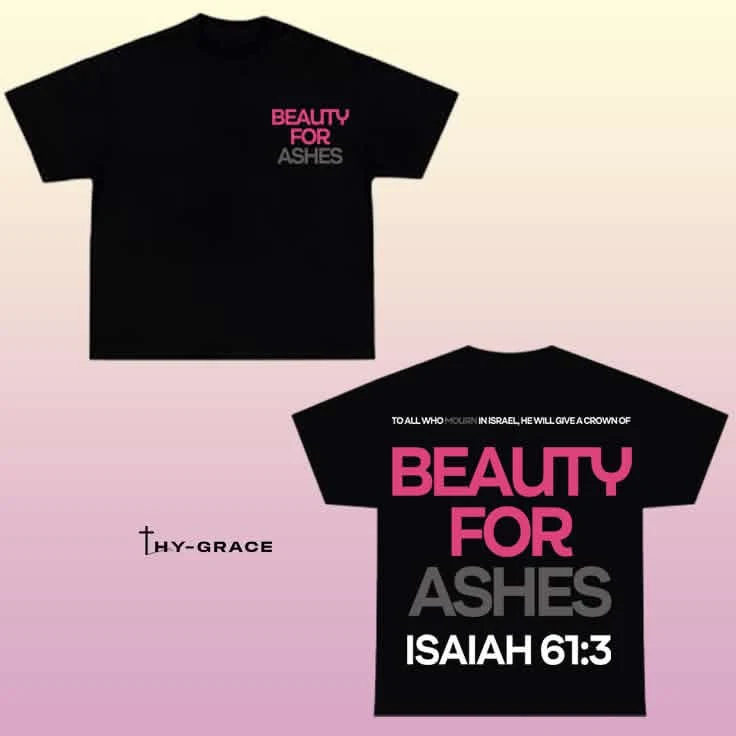 BEAUTY
FOR
ASHES
TO ALL WHO MOURN IN ISRAEL, HE WILL GIVE A CROWN OF
BEAUTY
FOR
ASHES
ISAIAH 61:3
THY-GRACE